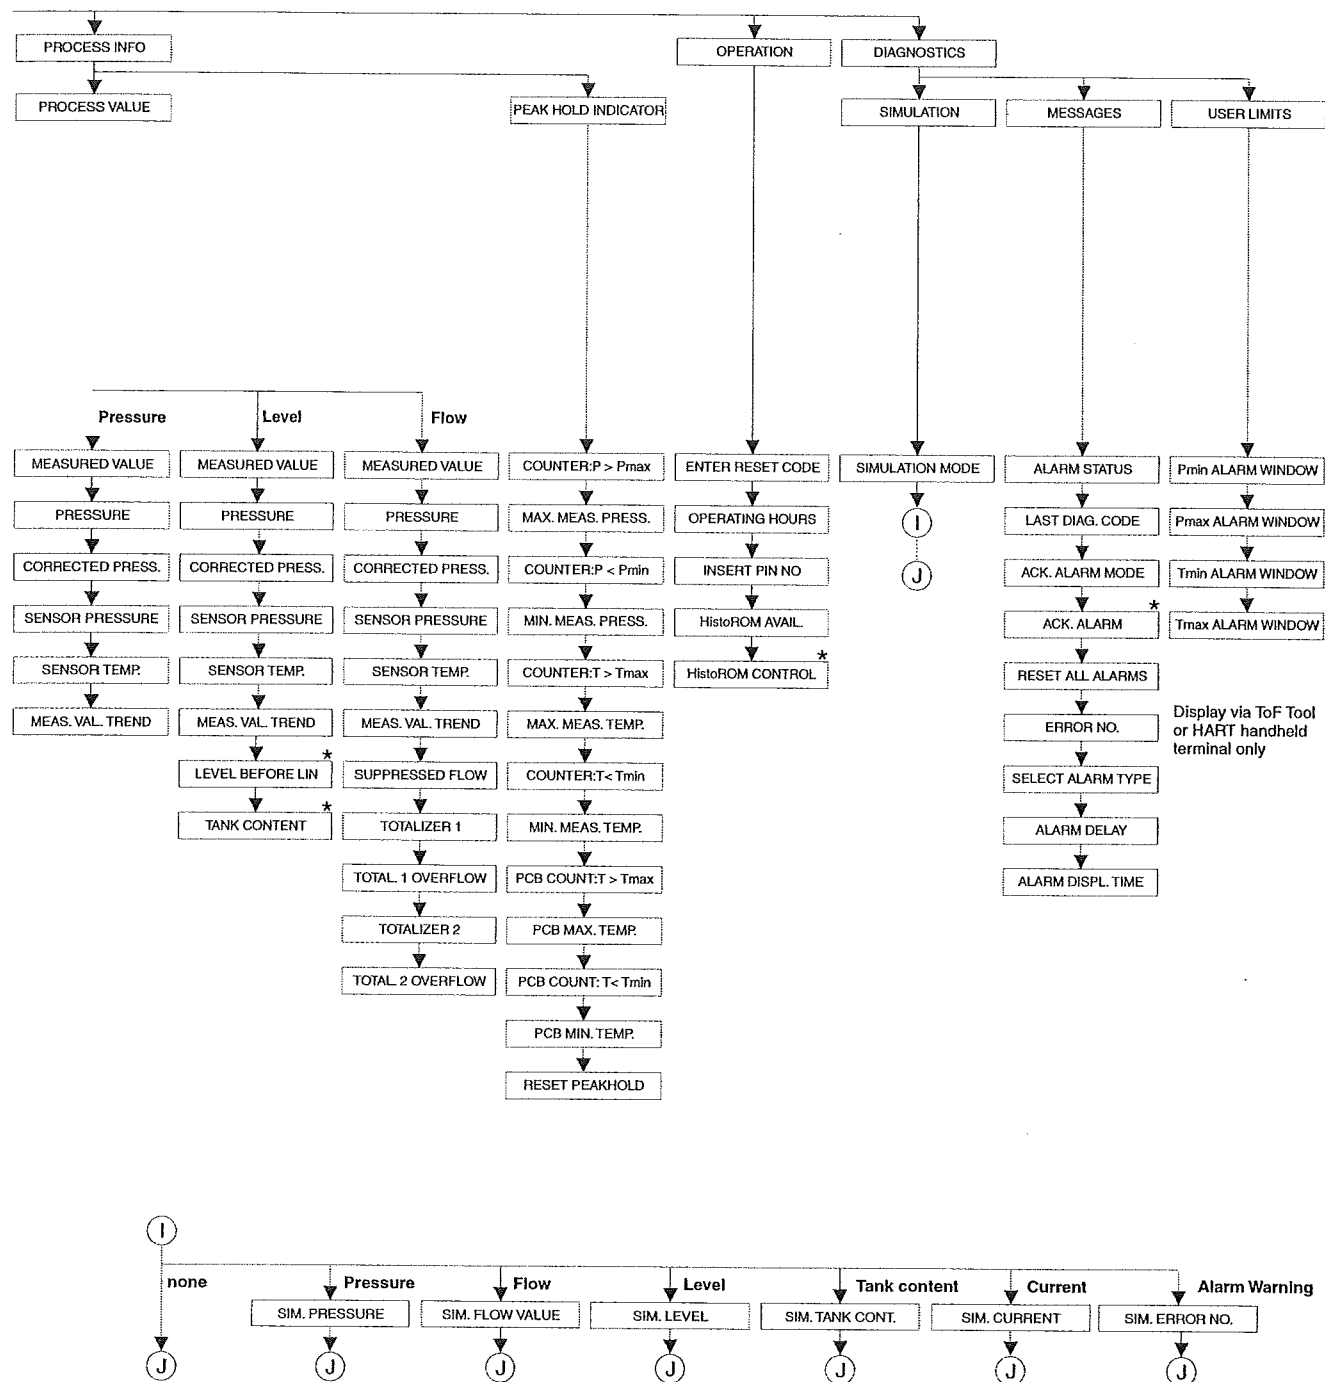 PROCESS INFO
OPERATION
DIAGNOSTICS
PROCESS VALUE
PEAK HOLD INDICATOR
SIMULATION
MESSAGES
USER LIMITS
Pressure
Level
Flow
MEASURED VALUE
PRESSURE
CORRECTED PRESS.
SENSOR PRESSURE
SENSOR TEMP.
MEAS. VAL. TREND
MEASURED VALUE
PRESSURE
CORRECTED PRESS.
SENSOR PRESSURE
SENSOR TEMP.
MEAS. VAL. TREND
*
LEVEL BEFORE LIN
*
TANK CONTENT
MEASURED VALUE
PRESSURE
CORRECTED PRESS.
SENSOR PRESSURE
SENSOR TEMP.
MEAS. VAL. TREND
SUPPRESSED FLOW
TOTALIZER 1
TOTAL. 1 OVERFLOW
TOTALIZER 2
TOTAL. 2 OVERFLOW
COUNTER:P > Pmax
MAX. MEAS. PRESS.
COUNTER:P < Pmin
MIN. MEAS. PRESS.
COUNTER:T > Tmax
MAX. MEAS. TEMP.
COUNTER:T< Tmin
MIN. MEAS. TEMP.
PCB COUNT:T > Tmax
PCB MAX. TEMP.
PCB COUNT: T< Tmin
PCB MIN. TEMP.
RESET PEAKHOLD
ENTER RESET CODE
OPERATING HOURS
INSERT PIN NO
HistoROM AVAIL.
*
HistoROM CONTROL
SIMULATION MODE
I
J
ALARM STATUS
LAST DIAG. CODE
ACK. ALARM MODE
*
ACK. ALARM
RESET ALL ALARMS
ERROR NO.
SELECT ALARM TYPE
ALARM DELAY
ALARM DISPL. TIME
Pmin ALARM WINDOW
Pmax ALARM WINDOW
Tmin ALARM WINDOW
Tmax ALARM WINDOW
Display via ToF Tool
or HART handheld
terminal only
I
none
Pressure
Flow
Level
Tank content
Current
Alarm Warning
SIM. PRESSURE
SIM. FLOW VALUE
SIM. LEVEL
SIM. TANK CONT.
SIM. CURRENT
SIM. ERROR NO.
J
J
J
J
J
J
J